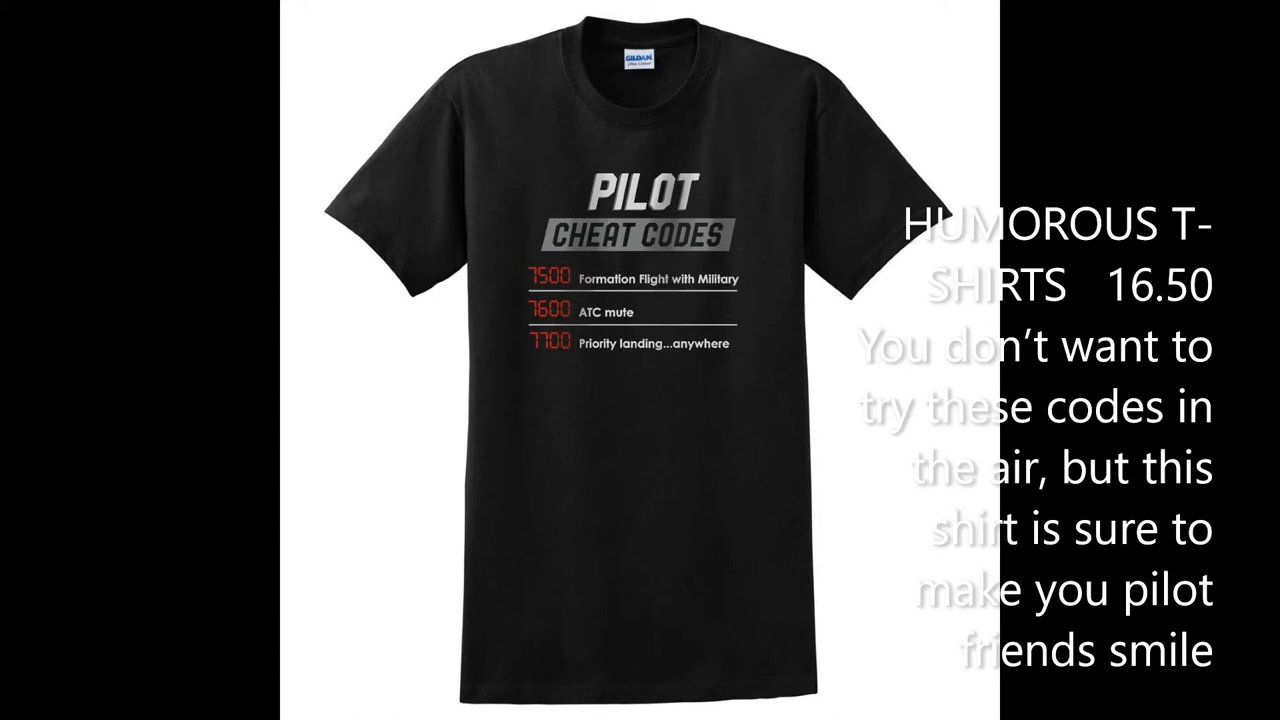 GILDAN
PILOT
CHEAT CODES
7500 Formation Flight with Military
7600 ATC mute
7700 Priority landing...anywhere
HUMOROUS T-
SHIRTS 16.50
You don’t want to
try these codes in
the air, but this
shirt is sure to
make you pilot
friends smile